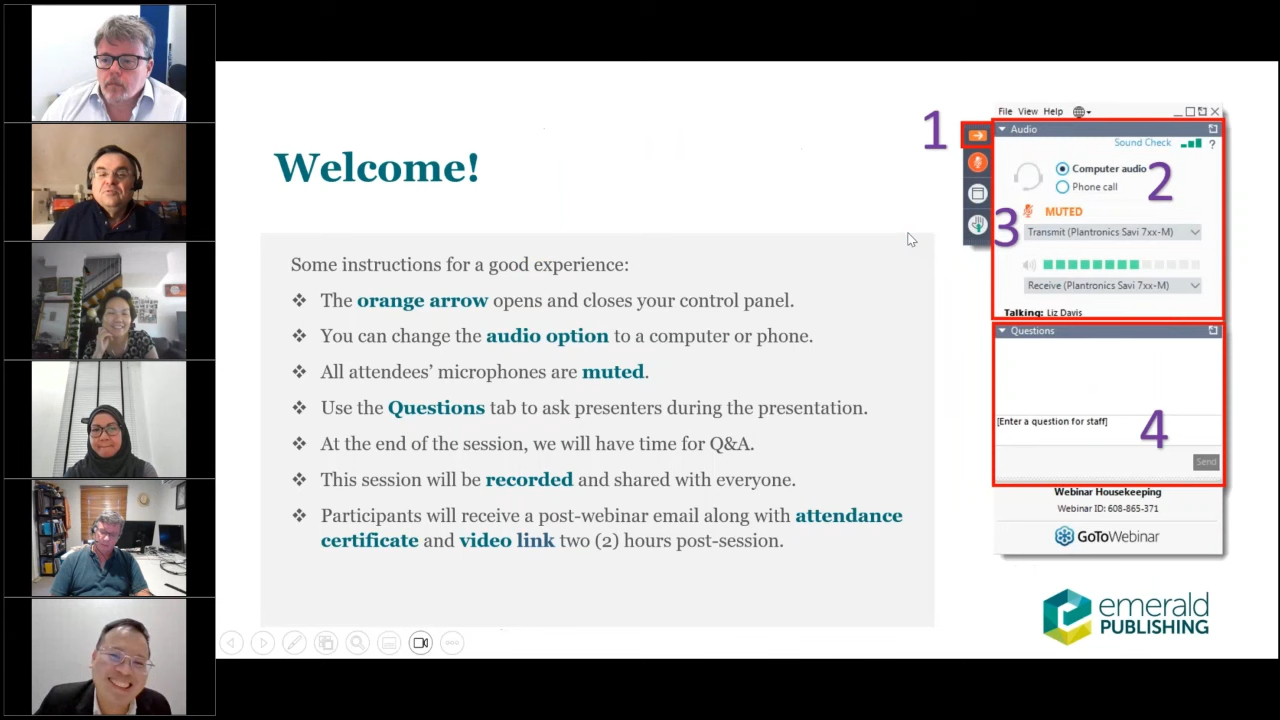 Welcome!
Some instructions for a good experience:
❖ The orange arrow opens and closes your control panel.
❖ You can change the audio option to a computer or phone.
❖ All attendees’ microphones are muted.
❖ Use the Questions tab to ask presenters during the presentation.
❖ At the end of the session, we will have time for Q&A.
❖ This session will be recorded and shared with everyone.
❖ Participants will receive a post-webinar email along with attendance
certificate and video link two (2) hours post-session.
File View Help
1
Audio
Sound Check ?
Computer audio
2
Phone call
MUTED
3
Transmit (Plantronics Savi 7xx-M)
Receive (Plantronics Savi 7xx-M)
Talking: Liz Davis
Questions
[Enter a question for staff]
4
Send
Webinar Housekeeping
Webinar ID: 608-865-371
GoToWebinar
emerald
PUBLISHING